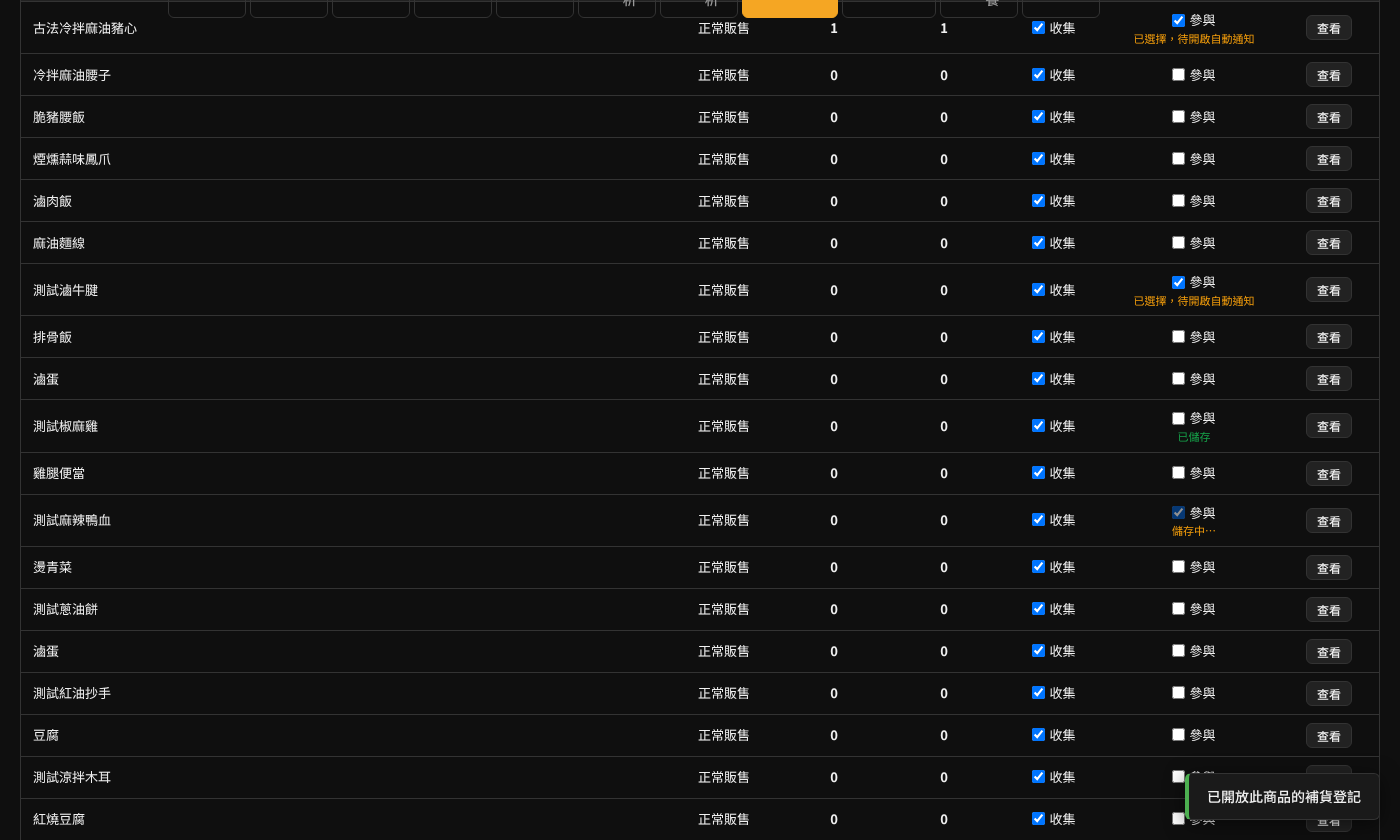 古法冷拌麻油豬心 正常販售 1 1 收集 參與 查看
已選擇，待開啟自動通知
冷拌麻油腰子 正常販售 0 0 收集 參與 查看
脆豬腰飯 正常販售 0 0 收集 參與 查看
煙燻蒜味鳳爪 正常販售 0 0 收集 參與 查看
滷肉飯 正常販售 0 0 收集 參與 查看
麻油麵線 正常販售 0 0 收集 參與 查看
測試滷牛腱 正常販售 0 0 收集 參與 查看
已選擇，待開啟自動通知
排骨飯 正常販售 0 0 收集 參與 查看
滷蛋 正常販售 0 0 收集 參與 查看
測試椒麻雞 正常販售 0 0 收集 參與 查看
已儲存
雞腿便當 正常販售 0 0 收集 參與 查看
測試麻辣鴨血 正常販售 0 0 收集 參與 查看
儲存中…
燙青菜 正常販售 0 0 收集 參與 查看
測試蔥油餅 正常販售 0 0 收集 參與 查看
滷蛋 正常販售 0 0 收集 參與 查看
測試紅油抄手 正常販售 0 0 收集 參與 查看
豆腐 正常販售 0 0 收集 參與 查看
測試涼拌木耳 正常販售 0 0 收集
已開放此商品的補貨登記
紅燒豆腐 正常販售 0 0 收集